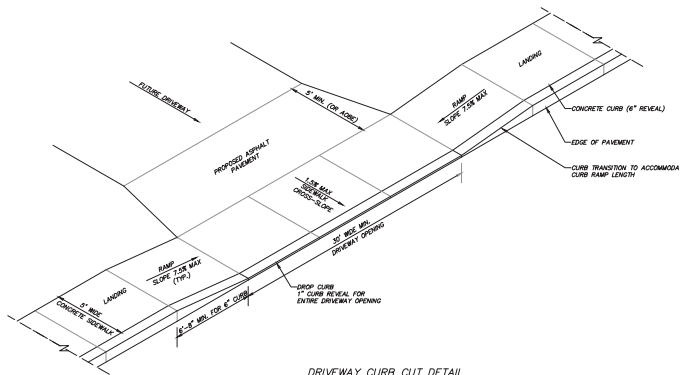 LANDING
RAMP
SLOPE 7.5% MAX
FUTURE DRIVEWAY
5' MIN. (OR AOBE)
CONCRETE CURB (6" REVEAL)
EDGE OF PAVEMENT
CURB TRANSITION TO ACCOMMODA
CURB RAMP LENGTH
PROPOSED ASPHALT
PAVEMENT
1.5% MAX
SIDEWALK
CROSS-SLOPE
30' WIDE MIN.
DRIVEWAY OPENING
RAMP
SLOPE 7.5% MAX
(TYP.)
LANDING
5' WIDE
CONCRETE SIDEWALK
DROP CURB
1" CURB REVEAL FOR
ENTIRE DRIVEWAY OPENING
6'-8" MIN. FOR 6" CURB
DRIVEWAY CURB CUT DETAIL